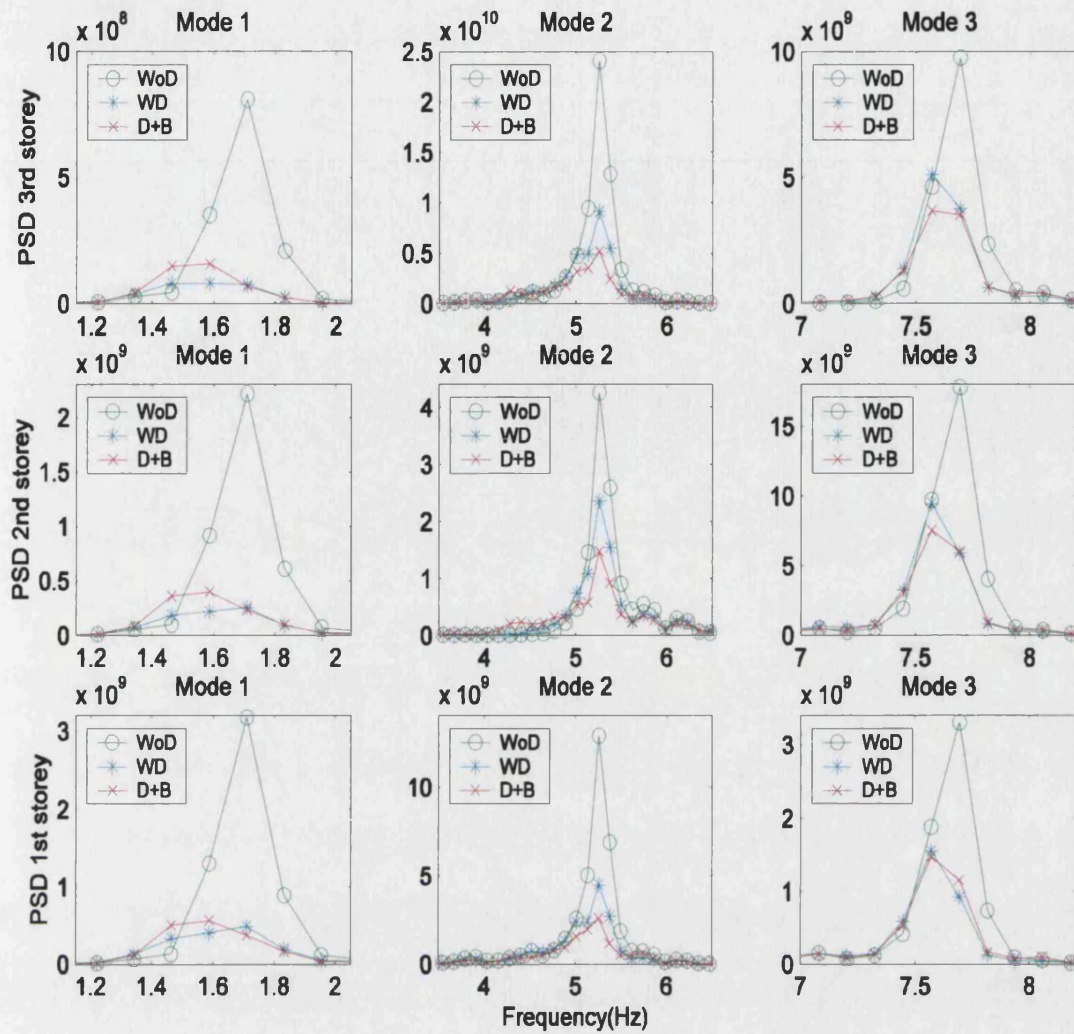 Mode 1
x 10^8
10
5
0
1.2 1.4 1.6 1.8 2
WoD
WD
D+B
PSD 3rd storey
Mode 2
x 10^10
2.5
2
1.5
1
0.5
0
4 5 6
WoD
WD
D+B
Mode 3
x 10^9
10
5
0
7 7.5 8
WoD
WD
D+B
Mode 1
x 10^9
2
1.5
1
0.5
0
1.2 1.4 1.6 1.8 2
WoD
WD
D+B
PSD 2nd storey
Mode 2
x 10^9
4
3
2
1
0
4 5 6
WoD
WD
D+B
Mode 3
x 10^9
15
10
5
0
7 7.5 8
WoD
WD
D+B
Mode 1
x 10^9
3
2
1
0
1.2 1.4 1.6 1.8 2
WoD
WD
D+B
PSD 1st storey
Mode 2
x 10^9
10
5
0
4 5 6
WoD
WD
D+B
Mode 3
x 10^9
3
2
1
0
7 7.5 8
WoD
WD
D+B
Frequency(Hz)